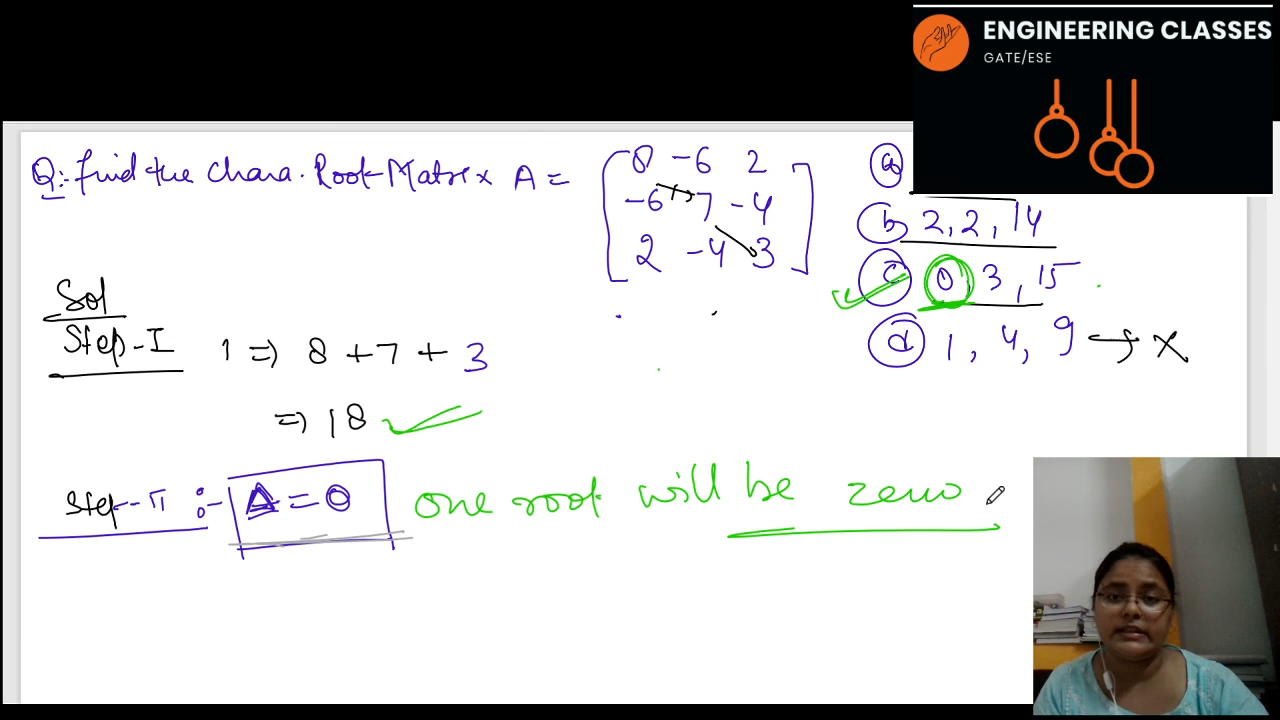 ENGINEERING CLASSES
GATE/ESE
Q:- find the Chara. Root Matrix A = [ 8 -6 2
-6 7 -4
2 -4 3 ]
(a)
(b) 2, 2, 14
(c) 0, 3, 15
(d) 1, 4, 9 → X
Sol
Step-I 1 ⇒ 8 + 7 + 3
⇒ 18
Step-II :- Δ = 0 one root will be zero